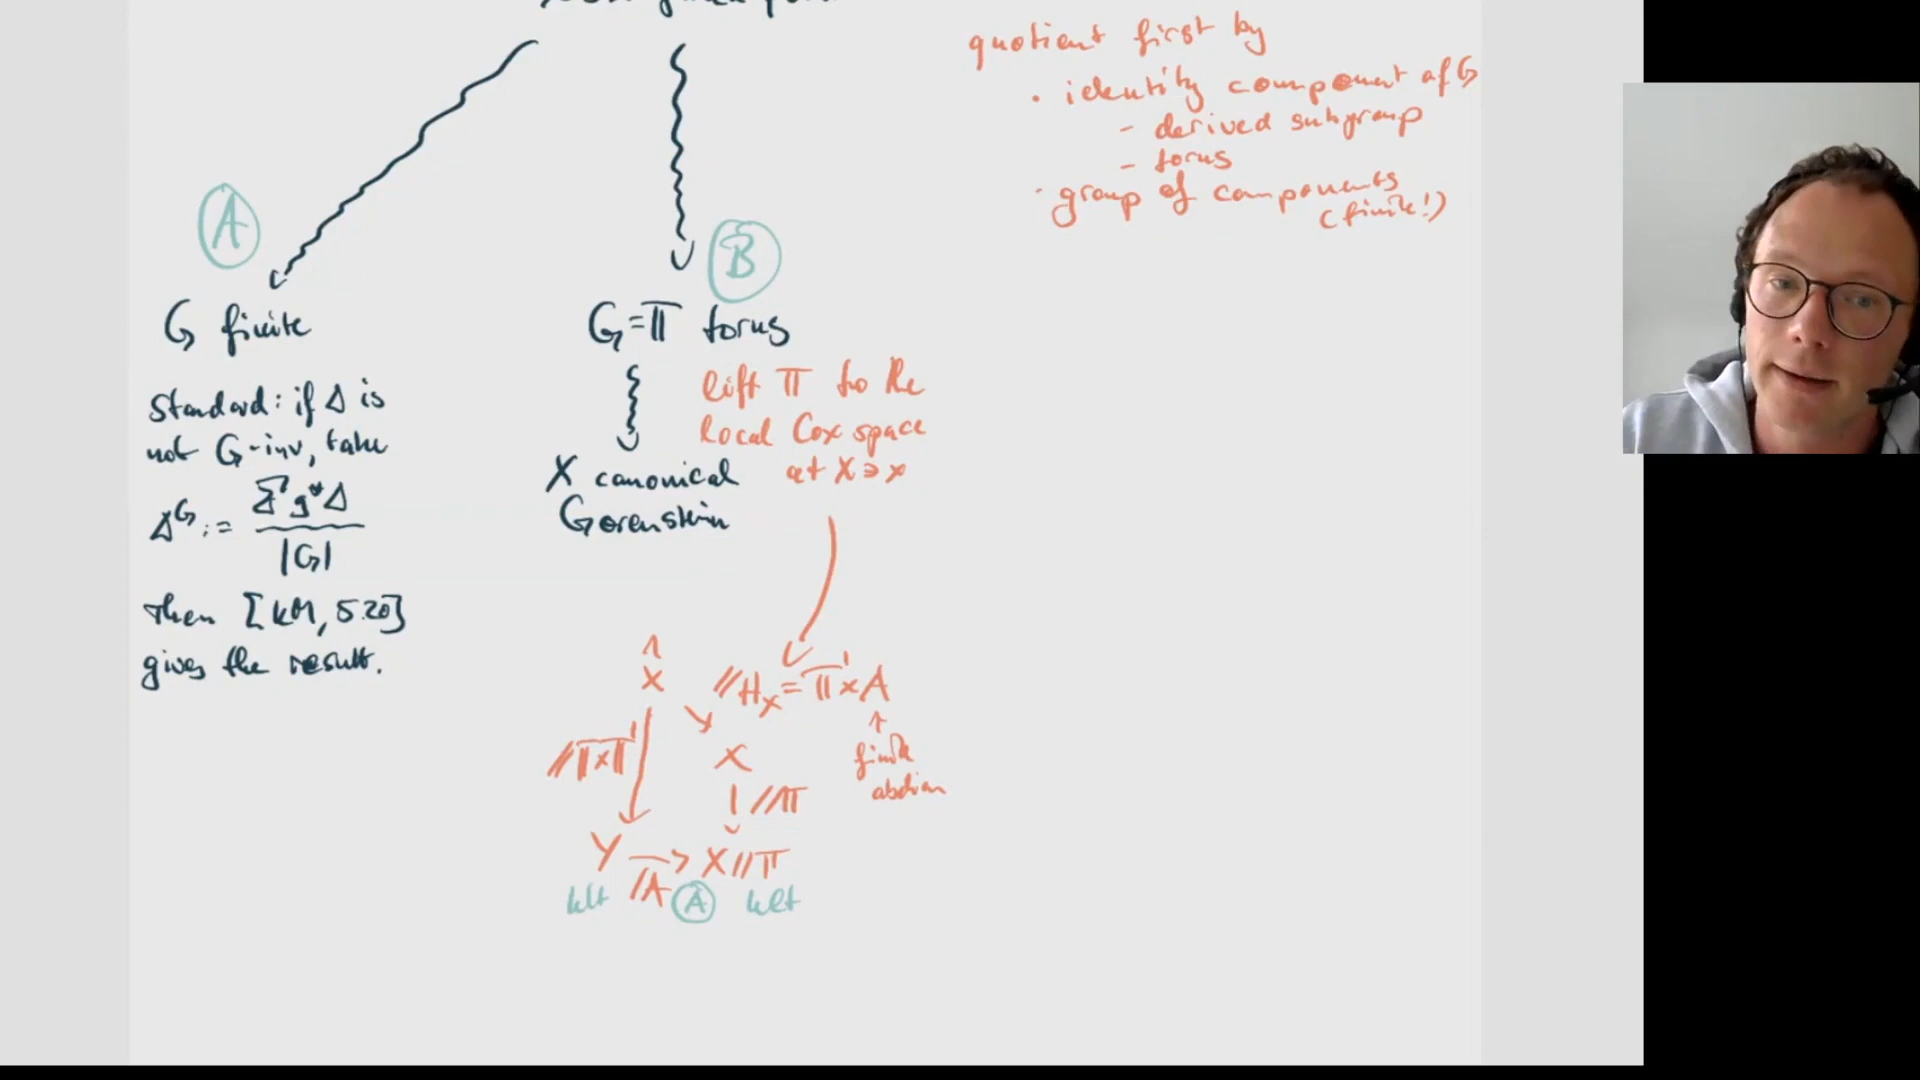 quotient first by
• identity component of G
- derived subgroup
- torus
• group of components
(finite!)
A
B
G finite
G = 𝕋 torus
Standard: if Δ is
not G-inv, take
Δ^G := Σ g*Δ / |G|
then [KM, 5.20]
gives the result.
lift 𝕋 to the
local Cox space
at X ∋ x
X canonical
Gorenstein
X̂ //H_X = 𝕋' × A
↑
finite
abelian
//𝕋×𝕋'
X
//𝕋
Y → X//𝕋
/A
klt A klt